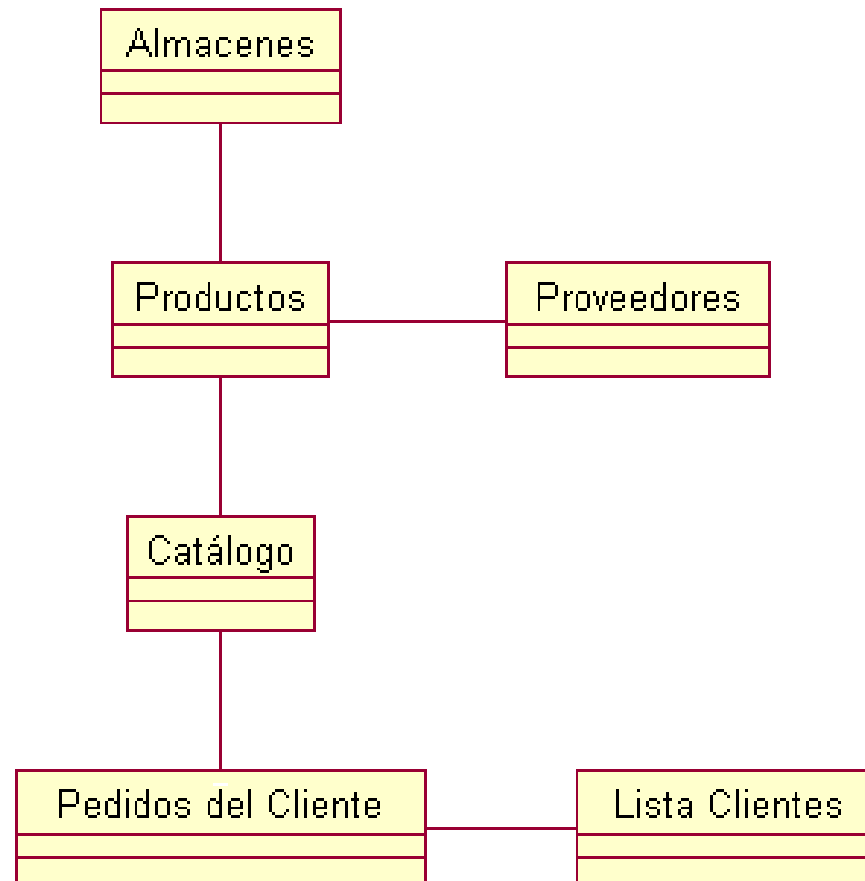 Almacenes
Productos
Proveedores
Catálogo
Pedidos del Cliente
Lista Clientes